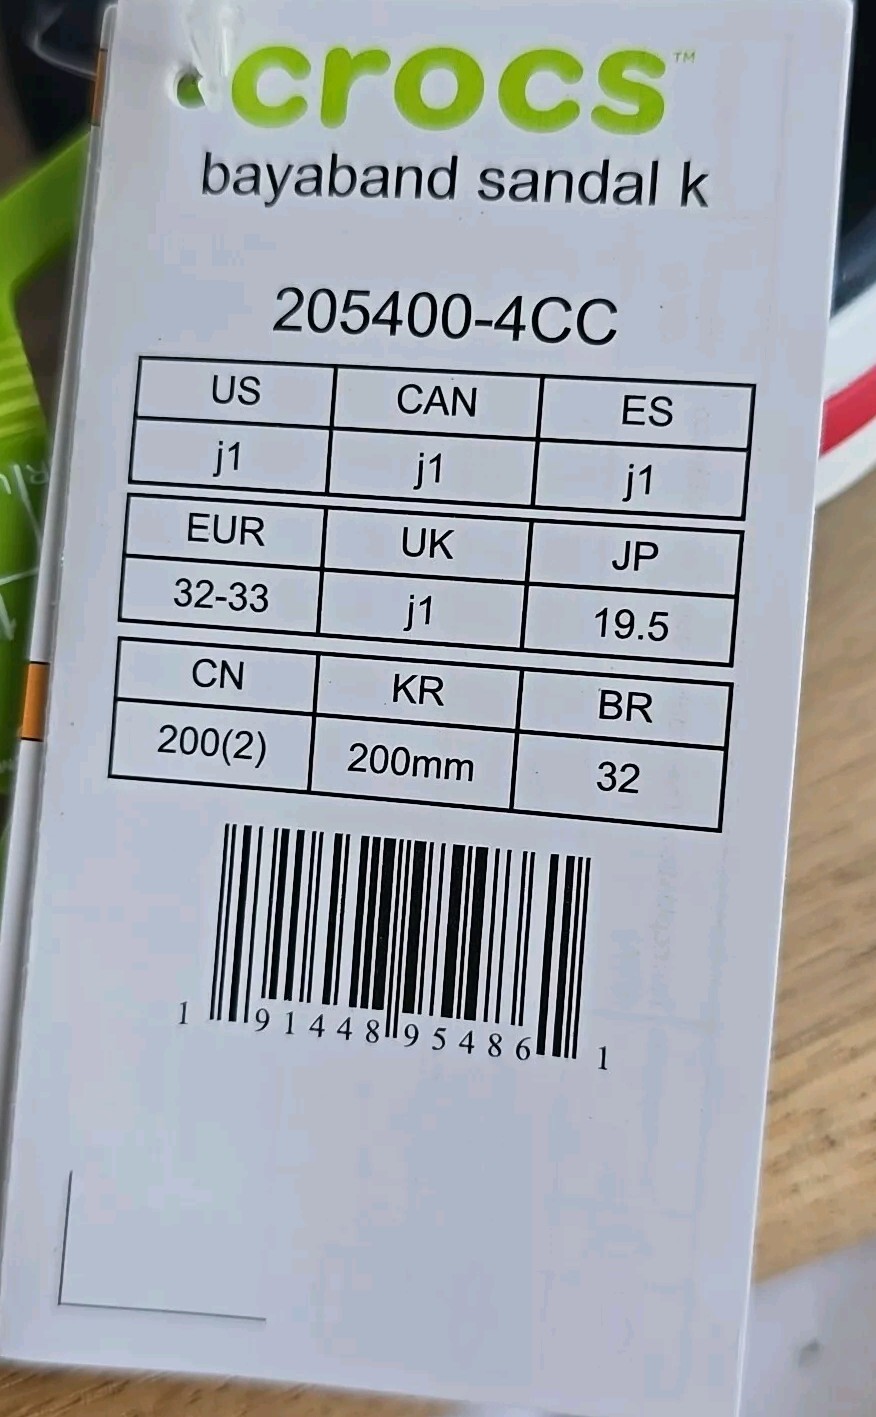 crocs™
bayaband sandal k
205400-4CC
US CAN ES
j1 j1 j1
EUR UK JP
32-33 j1 19.5
CN KR BR
200(2) 200mm 32
1 91448 95486 1